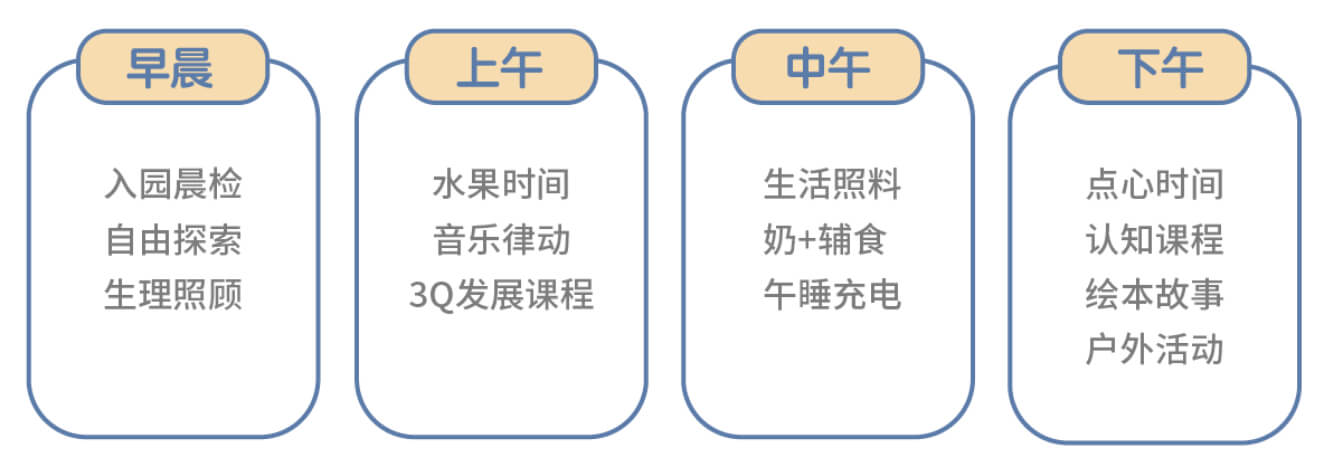 早晨
入园晨检
自由探索
生理照顾
上午
水果时间
音乐律动
3Q发展课程
中午
生活照料
奶+辅食
午睡充电
下午
点心时间
认知课程
绘本故事
户外活动